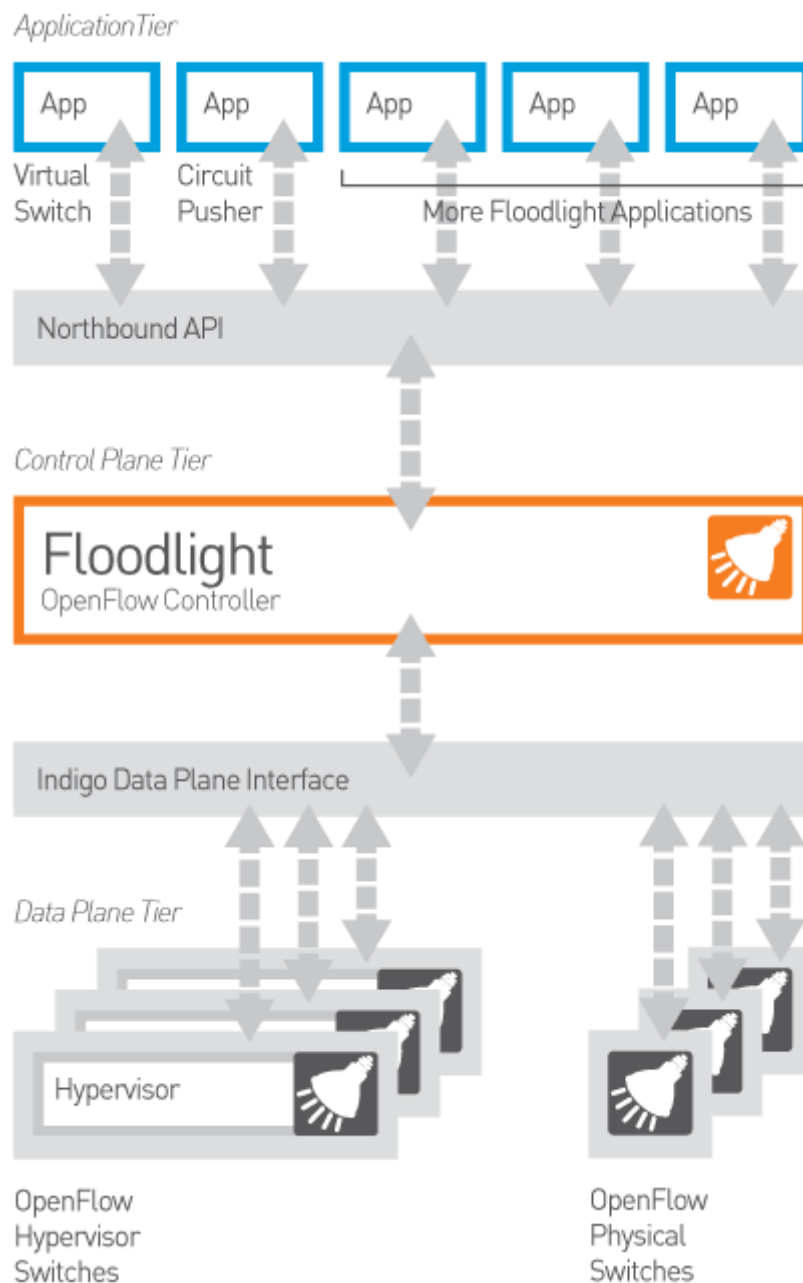 ApplicationTier
App
App
App
App
App
Virtual
Switch
Circuit
Pusher
More Floodlight Applications
Northbound API
Control Plane Tier
Floodlight
OpenFlow Controller
Indigo Data Plane Interface
Data Plane Tier
Hypervisor
OpenFlow
Hypervisor
Switches
OpenFlow
Physical
Switches